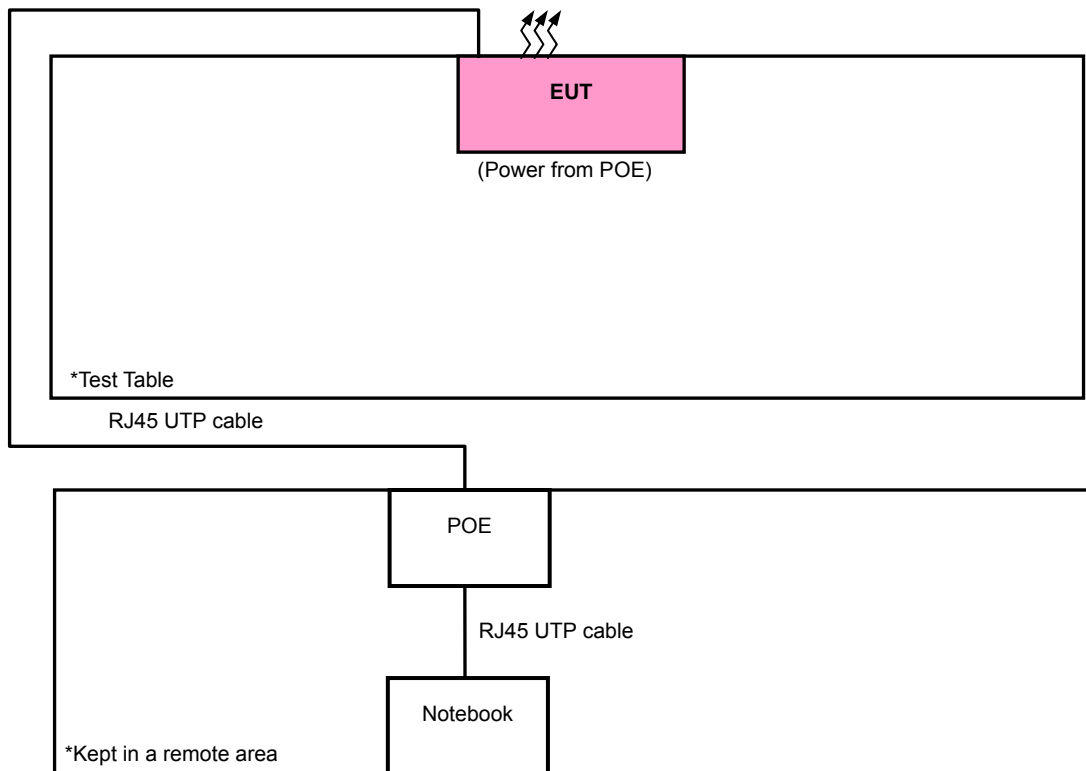 EUT
(Power from POE)
*Test Table
RJ45 UTP cable
POE
RJ45 UTP cable
Notebook
*Kept in a remote area